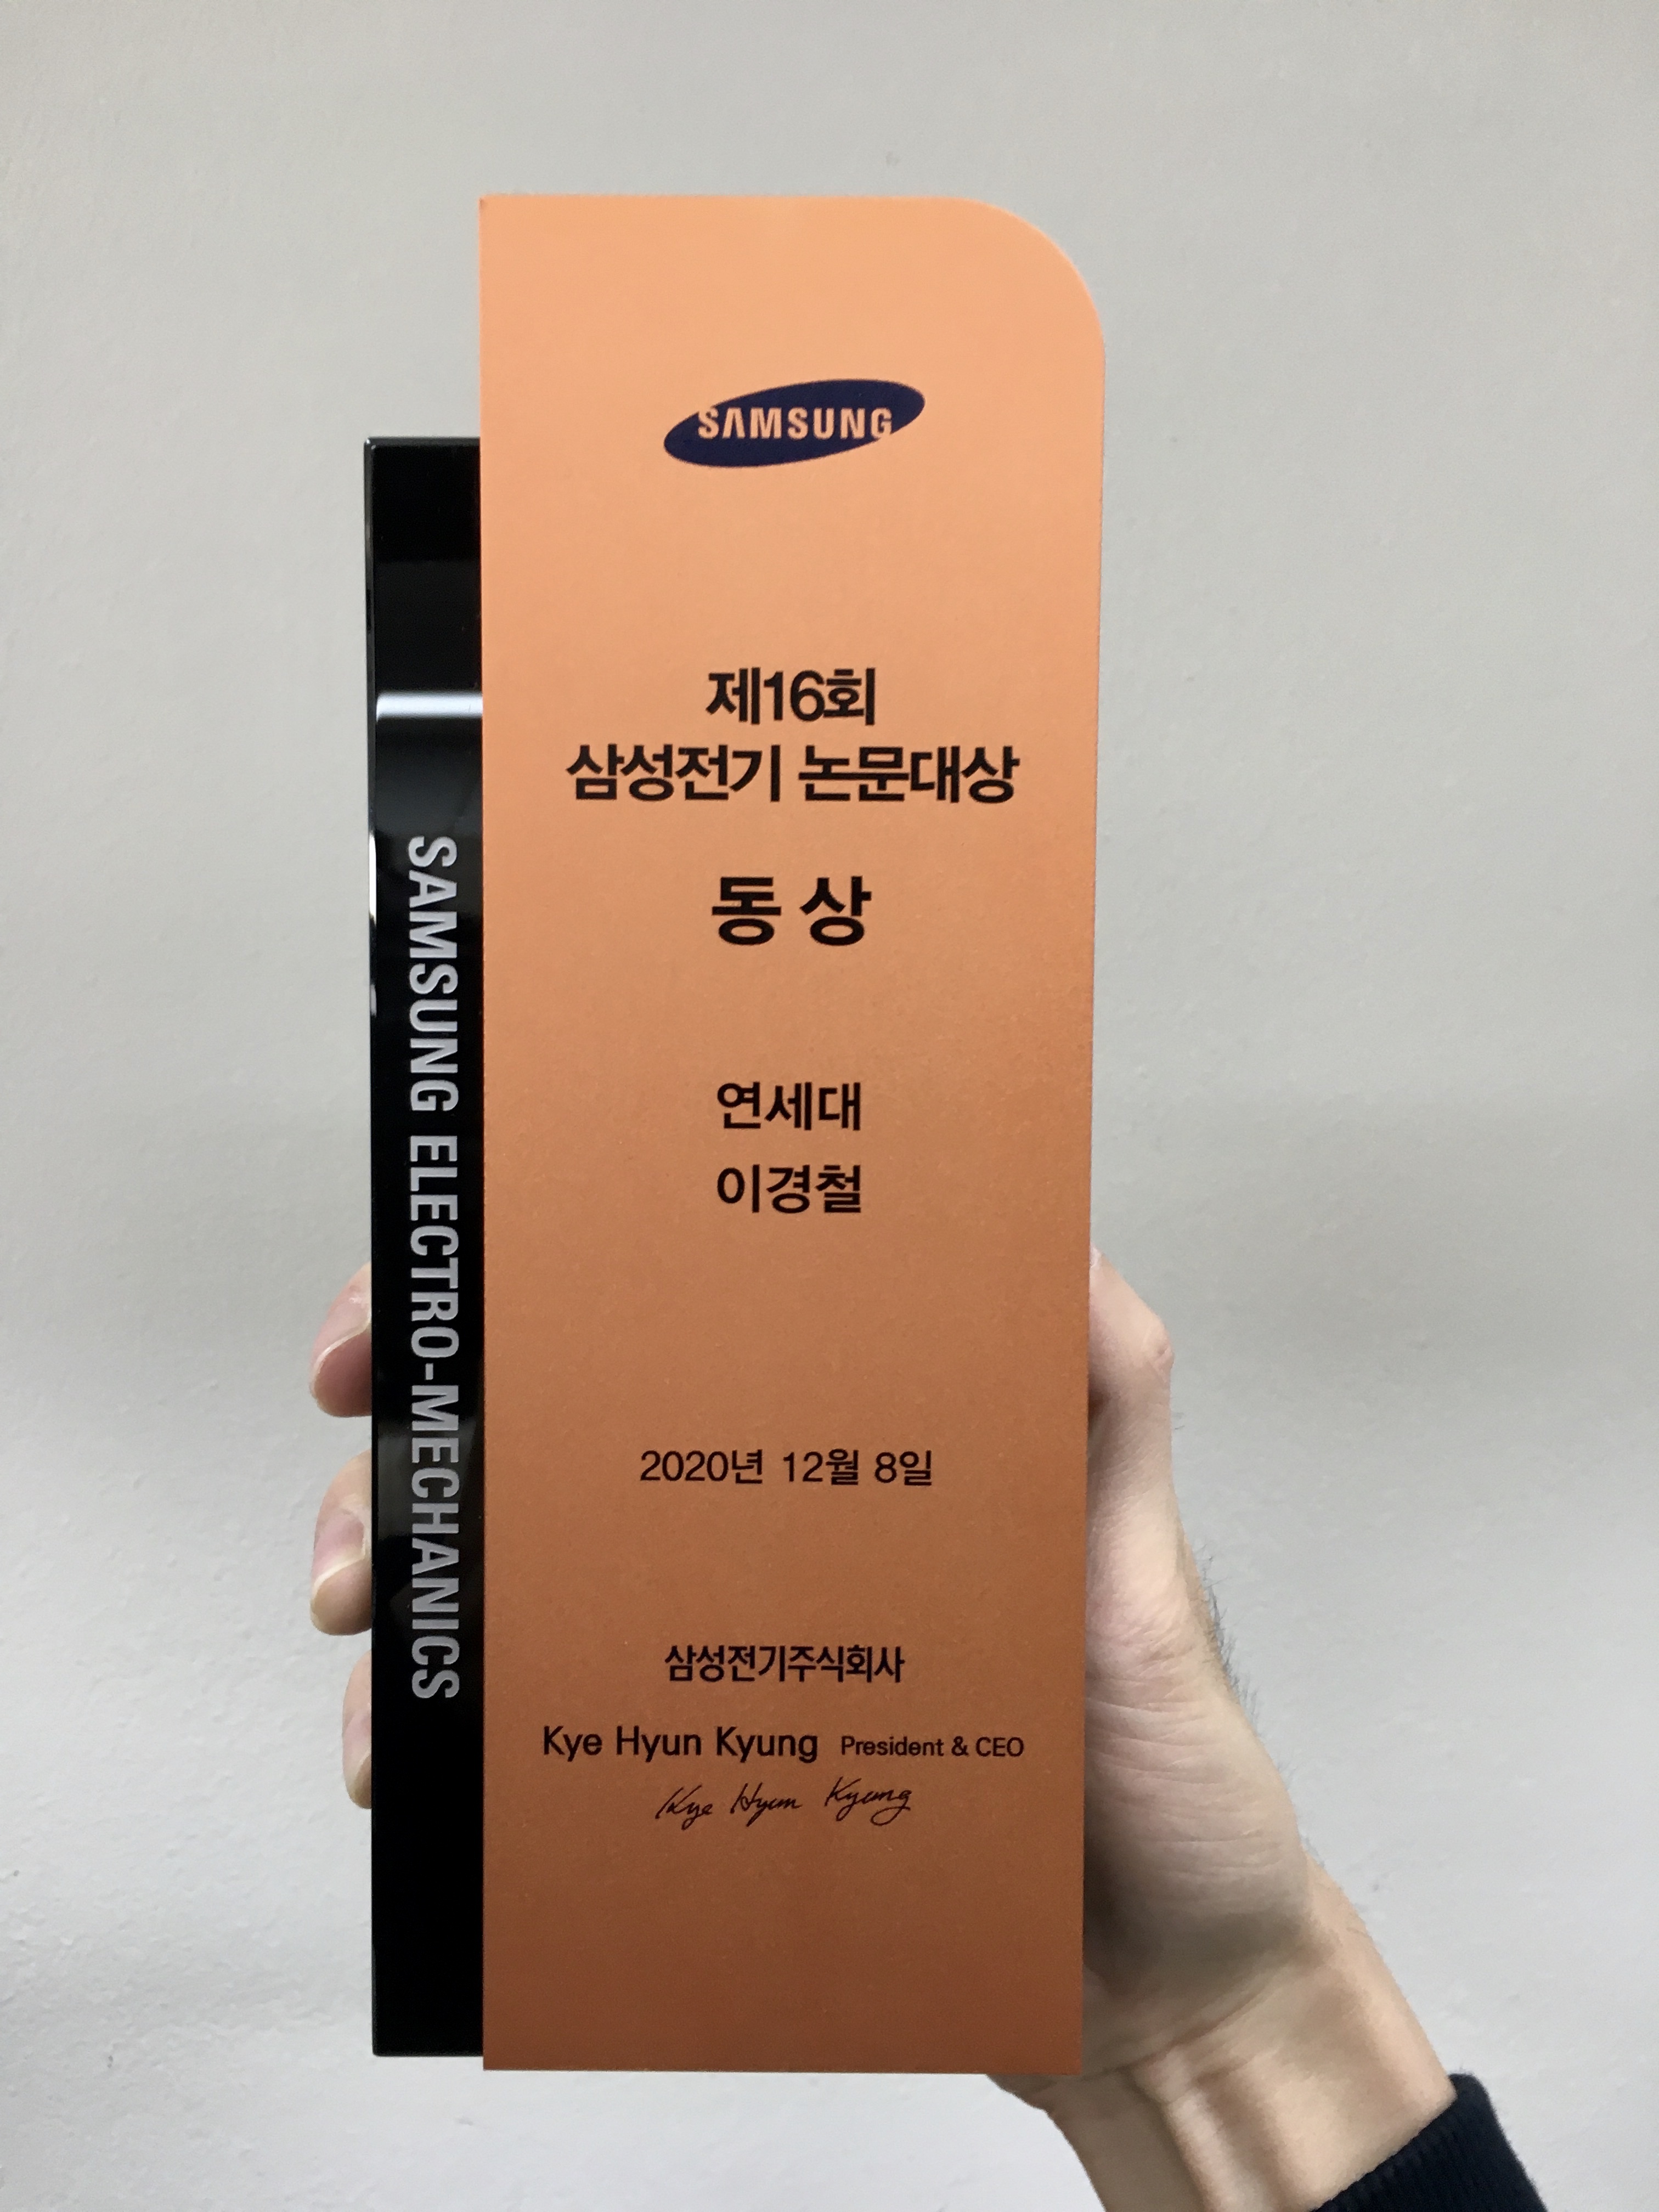 SAMSUNG
제16회
삼성전기 논문대상
동상
연세대
이경철
2020년 12월 8일
삼성전기주식회사
Kye Hyun Kyung President & CEO
Kye Hyun Kyung
SAMSUNG ELECTRO-MECHANICS